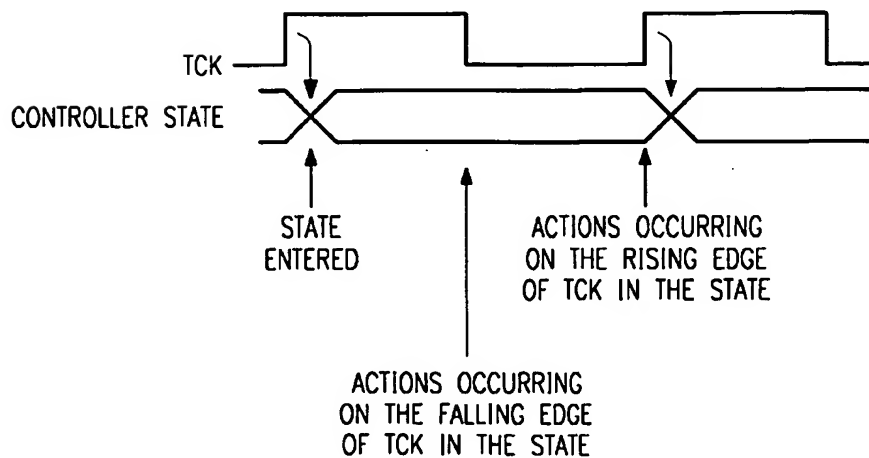 TCK
CONTROLLER STATE
STATE
ENTERED
ACTIONS OCCURRING
ON THE RISING EDGE
OF TCK IN THE STATE
ACTIONS OCCURRING
ON THE FALLING EDGE
OF TCK IN THE STATE